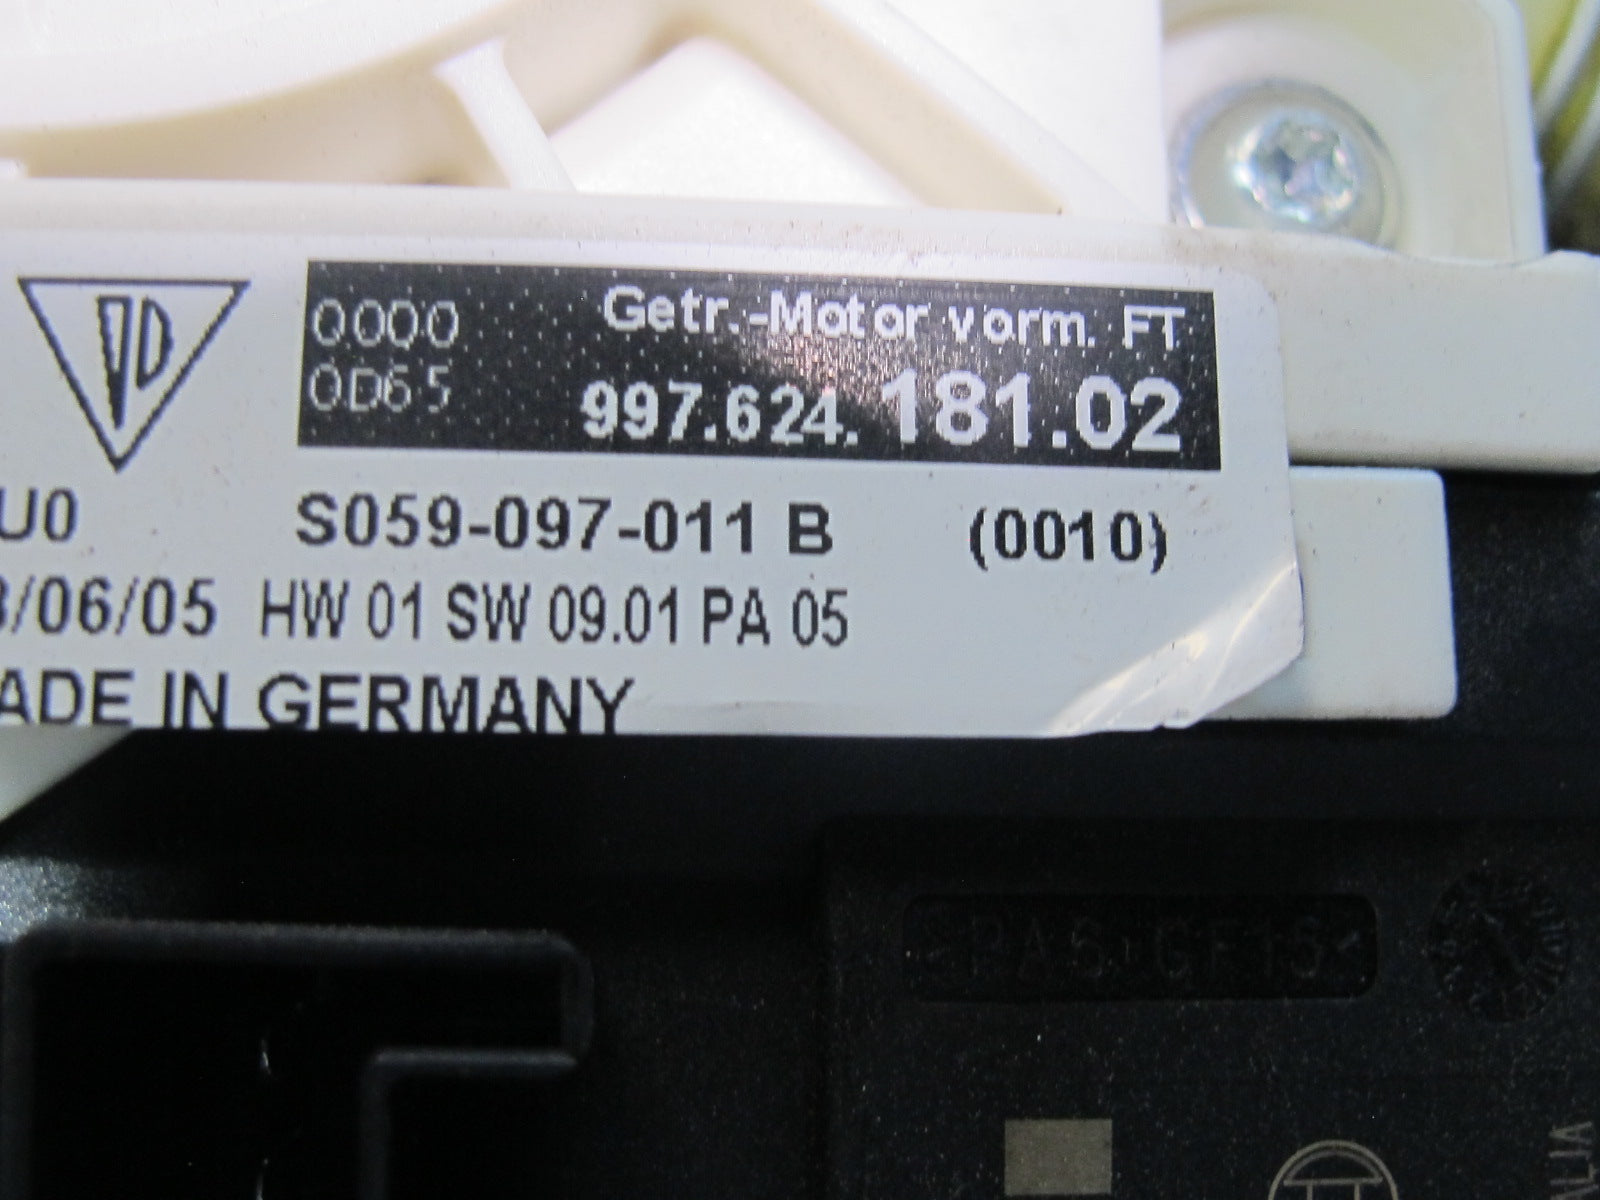 0000 Getr.-Motor vorm. FT
0D65 997.624.181.02
U0 S059-097-011 B (0010)
/06/05 HW 01 SW 09.01 PA 05
ADE IN GERMANY